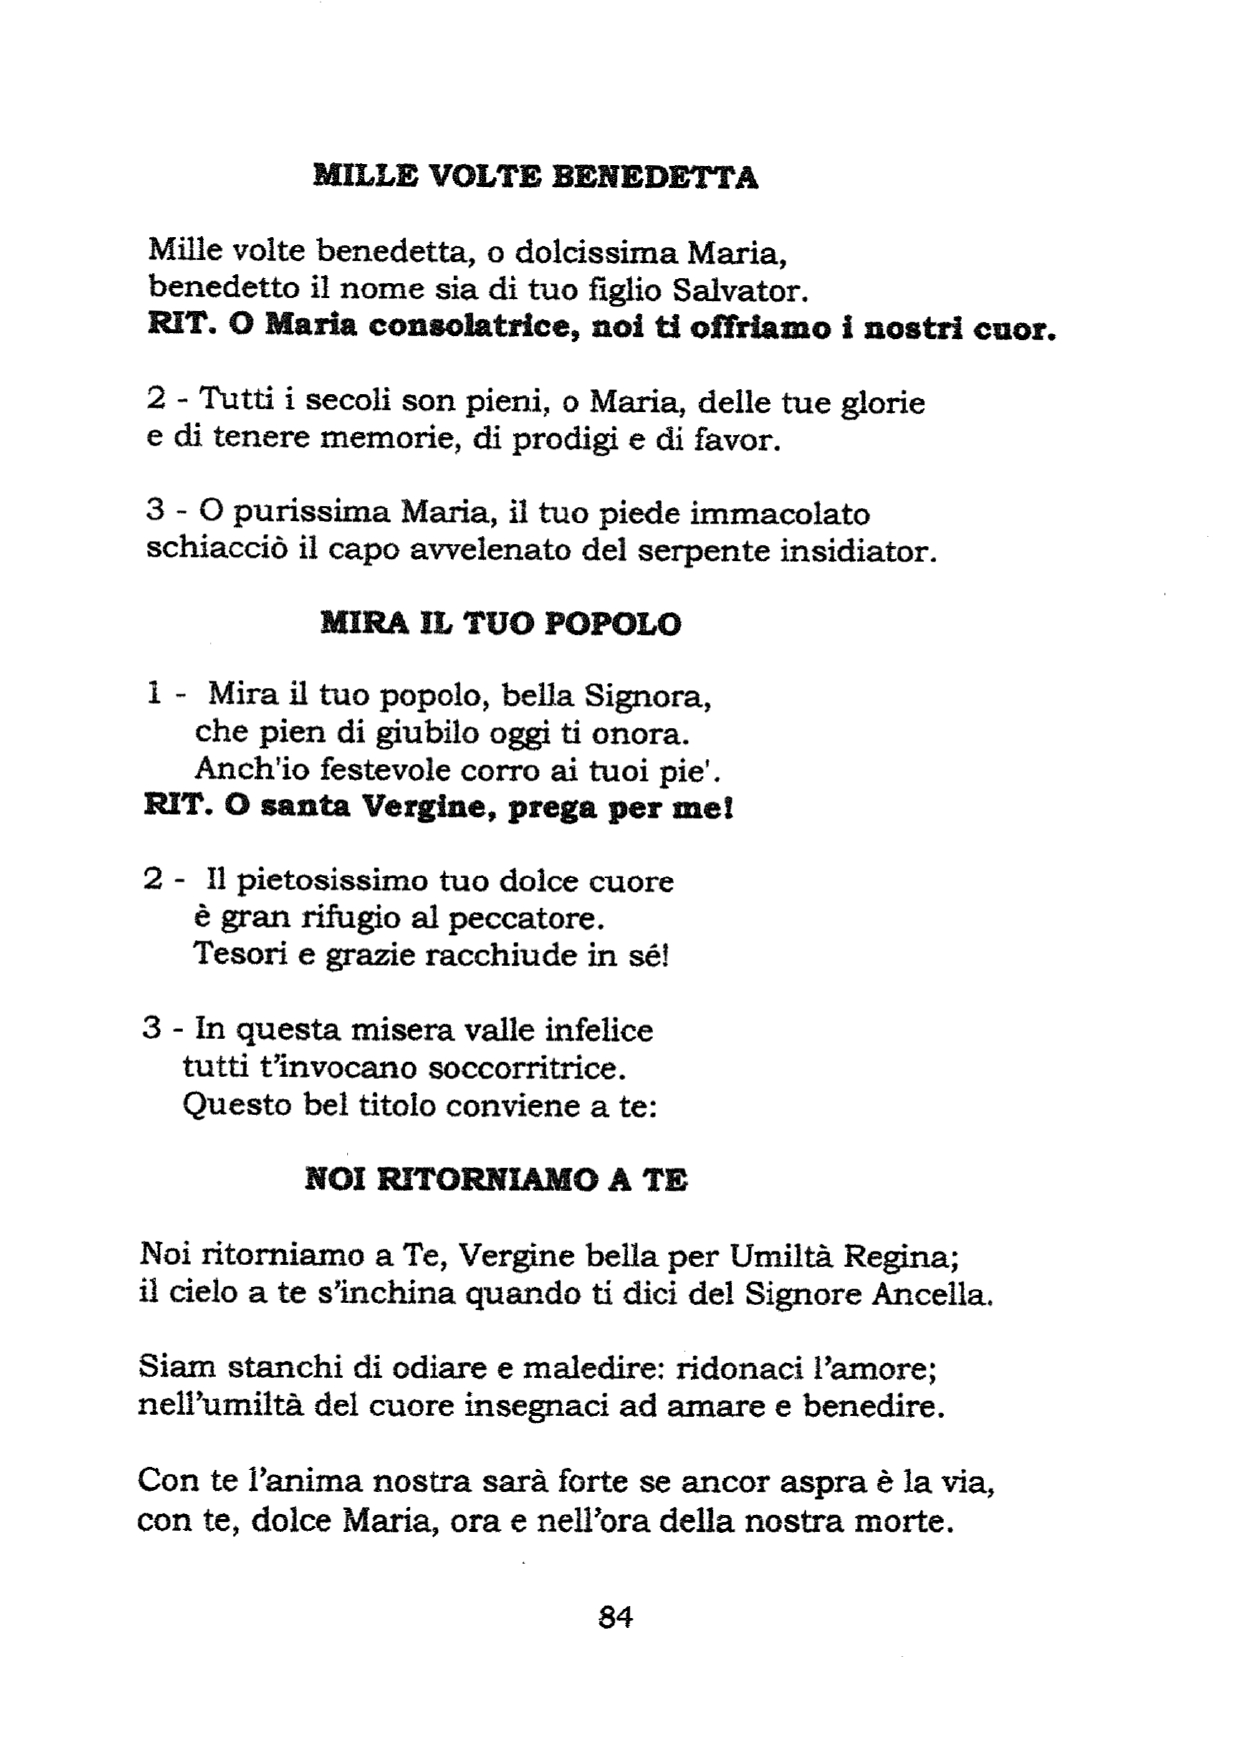 MILLE VOLTE BENEDETTA
Mille volte benedetta, o dolcissima Maria,
benedetto il nome sia di tuo figlio Salvator.
RIT. O Maria consolatrice, noi ti offriamo i nostri cuor.
2 - Tutti i secoli son pieni, o Maria, delle tue glorie
e di tenere memorie, di prodigi e di favor.
3 - O purissima Maria, il tuo piede immacolato
schiacciò il capo avvelenato del serpente insidiator.
MIRA IL TUO POPOLO
1 - Mira il tuo popolo, bella Signora,
che pien di giubilo oggi ti onora.
Anch'io festevole corro ai tuoi pie'.
RIT. O santa Vergine, prega per me!
2 - Il pietosissimo tuo dolce cuore
è gran rifugio al peccatore.
Tesori e grazie racchiude in sé!
3 - In questa misera valle infelice
tutti t'invocano soccorritrice.
Questo bel titolo conviene a te:
NOI RITORNIAMO A TE
Noi ritorniamo a Te, Vergine bella per Umiltà Regina;
il cielo a te s'inchina quando ti dici del Signore Ancella.
Siam stanchi di odiare e maledire: ridonaci l'amore;
nell'umiltà del cuore insegnaci ad amare e benedire.
Con te l'anima nostra sarà forte se ancor aspra è la via,
con te, dolce Maria, ora e nell'ora della nostra morte.
84